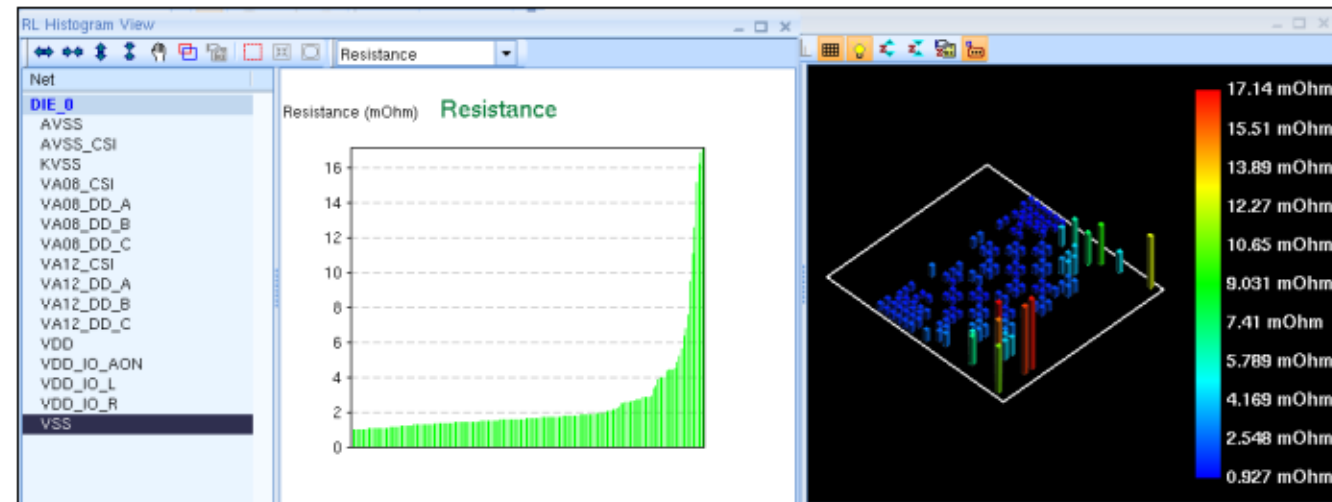 RL Histogram View
Resistance
Net
DIE_0
AVSS
AVSS_CSI
KVSS
VA08_CSI
VA08_DD_A
VA08_DD_B
VA08_DD_C
VA12_CSI
VA12_DD_A
VA12_DD_B
VA12_DD_C
VDD
VDD_IO_AON
VDD_IO_L
VDD_IO_R
VSS
Resistance (mOhm) Resistance
16
14
12
10
8
6
4
2
0
17.14 mOhm
15.51 mOhm
13.89 mOhm
12.27 mOhm
10.65 mOhm
9.031 mOhm
7.41 mOhm
5.789 mOhm
4.169 mOhm
2.548 mOhm
0.927 mOhm